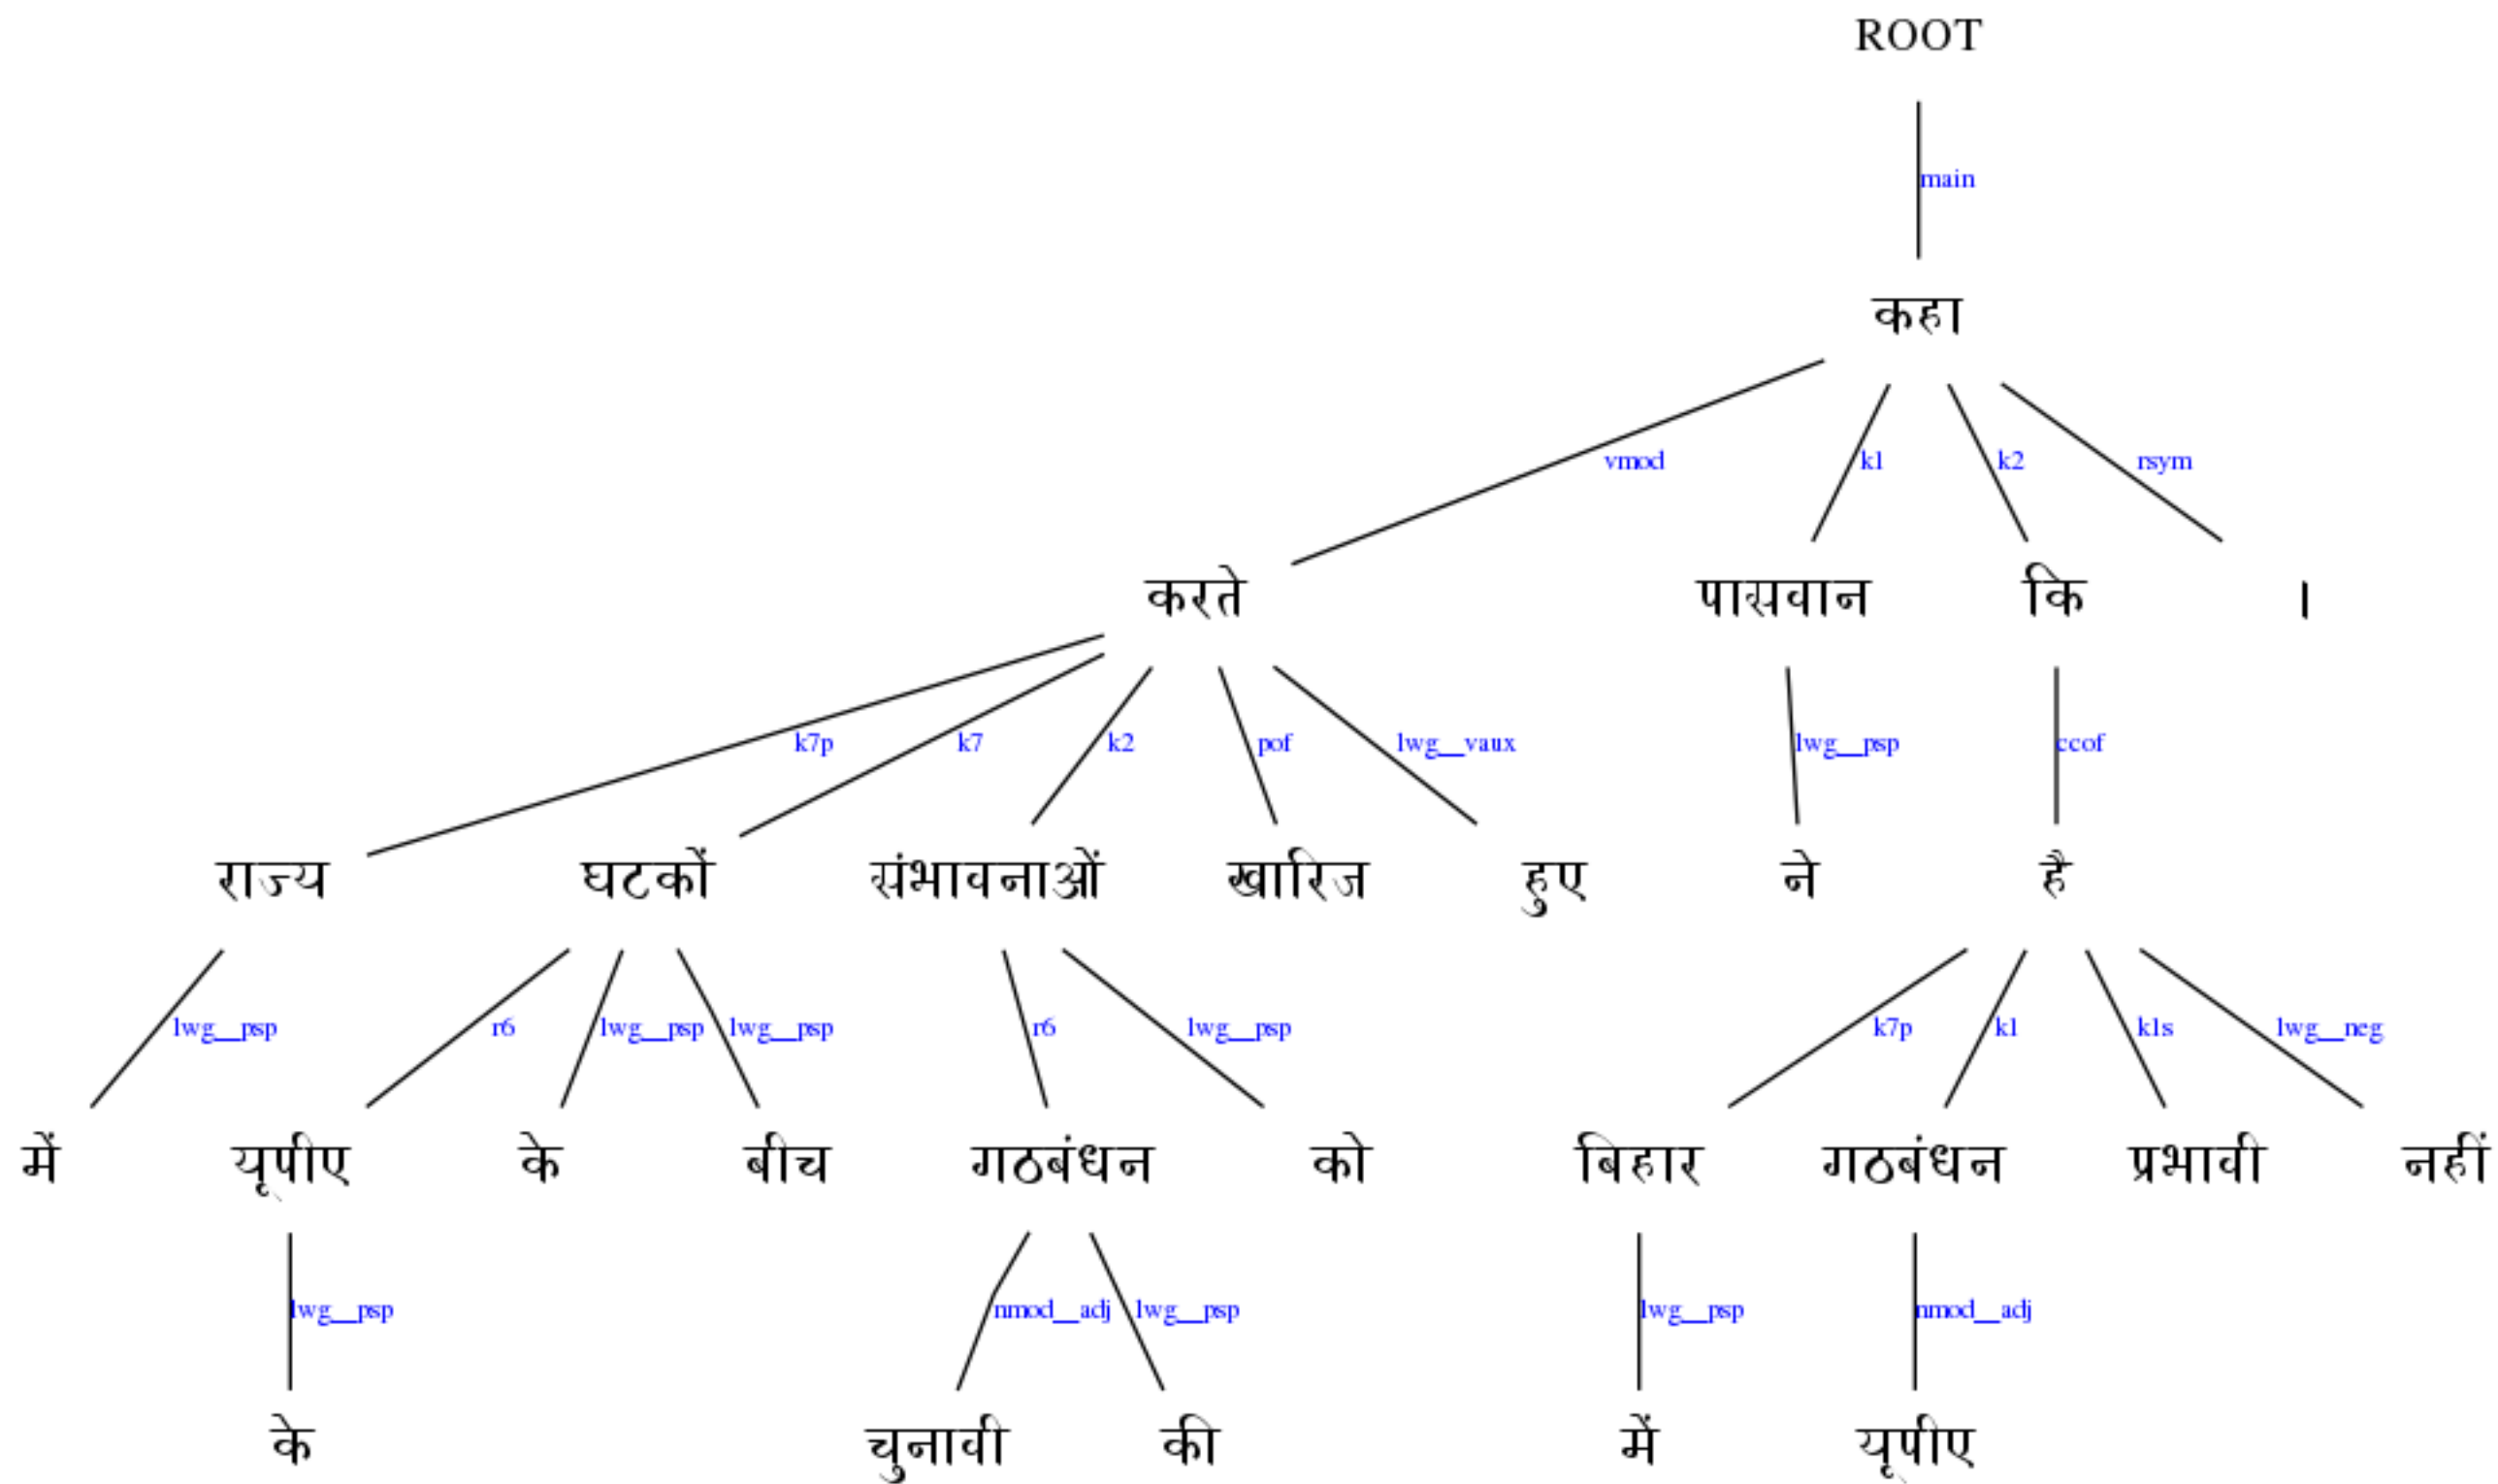 ROOT
main
कहा
vmod k1 k2 rsym
करते पासवान कि ।
k7p k7 k2 pof lwg__vaux lwg__psp ccof
राज्य घटकों संभावनाओं खारिज हुए ने है
lwg__psp r6 lwg__psp lwg__psp r6 lwg__psp k7p k1 k1s lwg__neg
में यूपीए के बीच गठबंधन को बिहार गठबंधन प्रभावी नहीं
lwg__psp nmod__adj lwg__psp lwg__psp nmod__adj
के चुनावी की में यूपीए